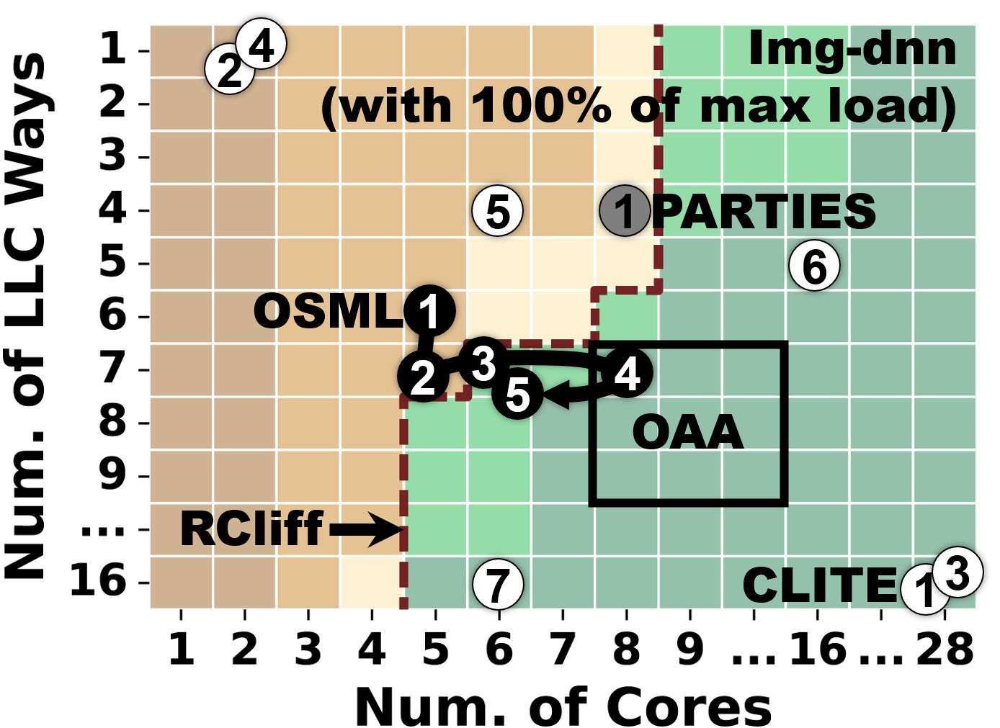 Img-dnn
(with 100% of max load)
2 4
5 1 PARTIES
6
OSML 1
2 3 4
5
OAA
RCliff
7 CLITE 1 3
Num. of LLC Ways
1
2
3
4
5
6
7
8
9
...
16
1 2 3 4 5 6 7 8 9 ... 16 ... 28
Num. of Cores